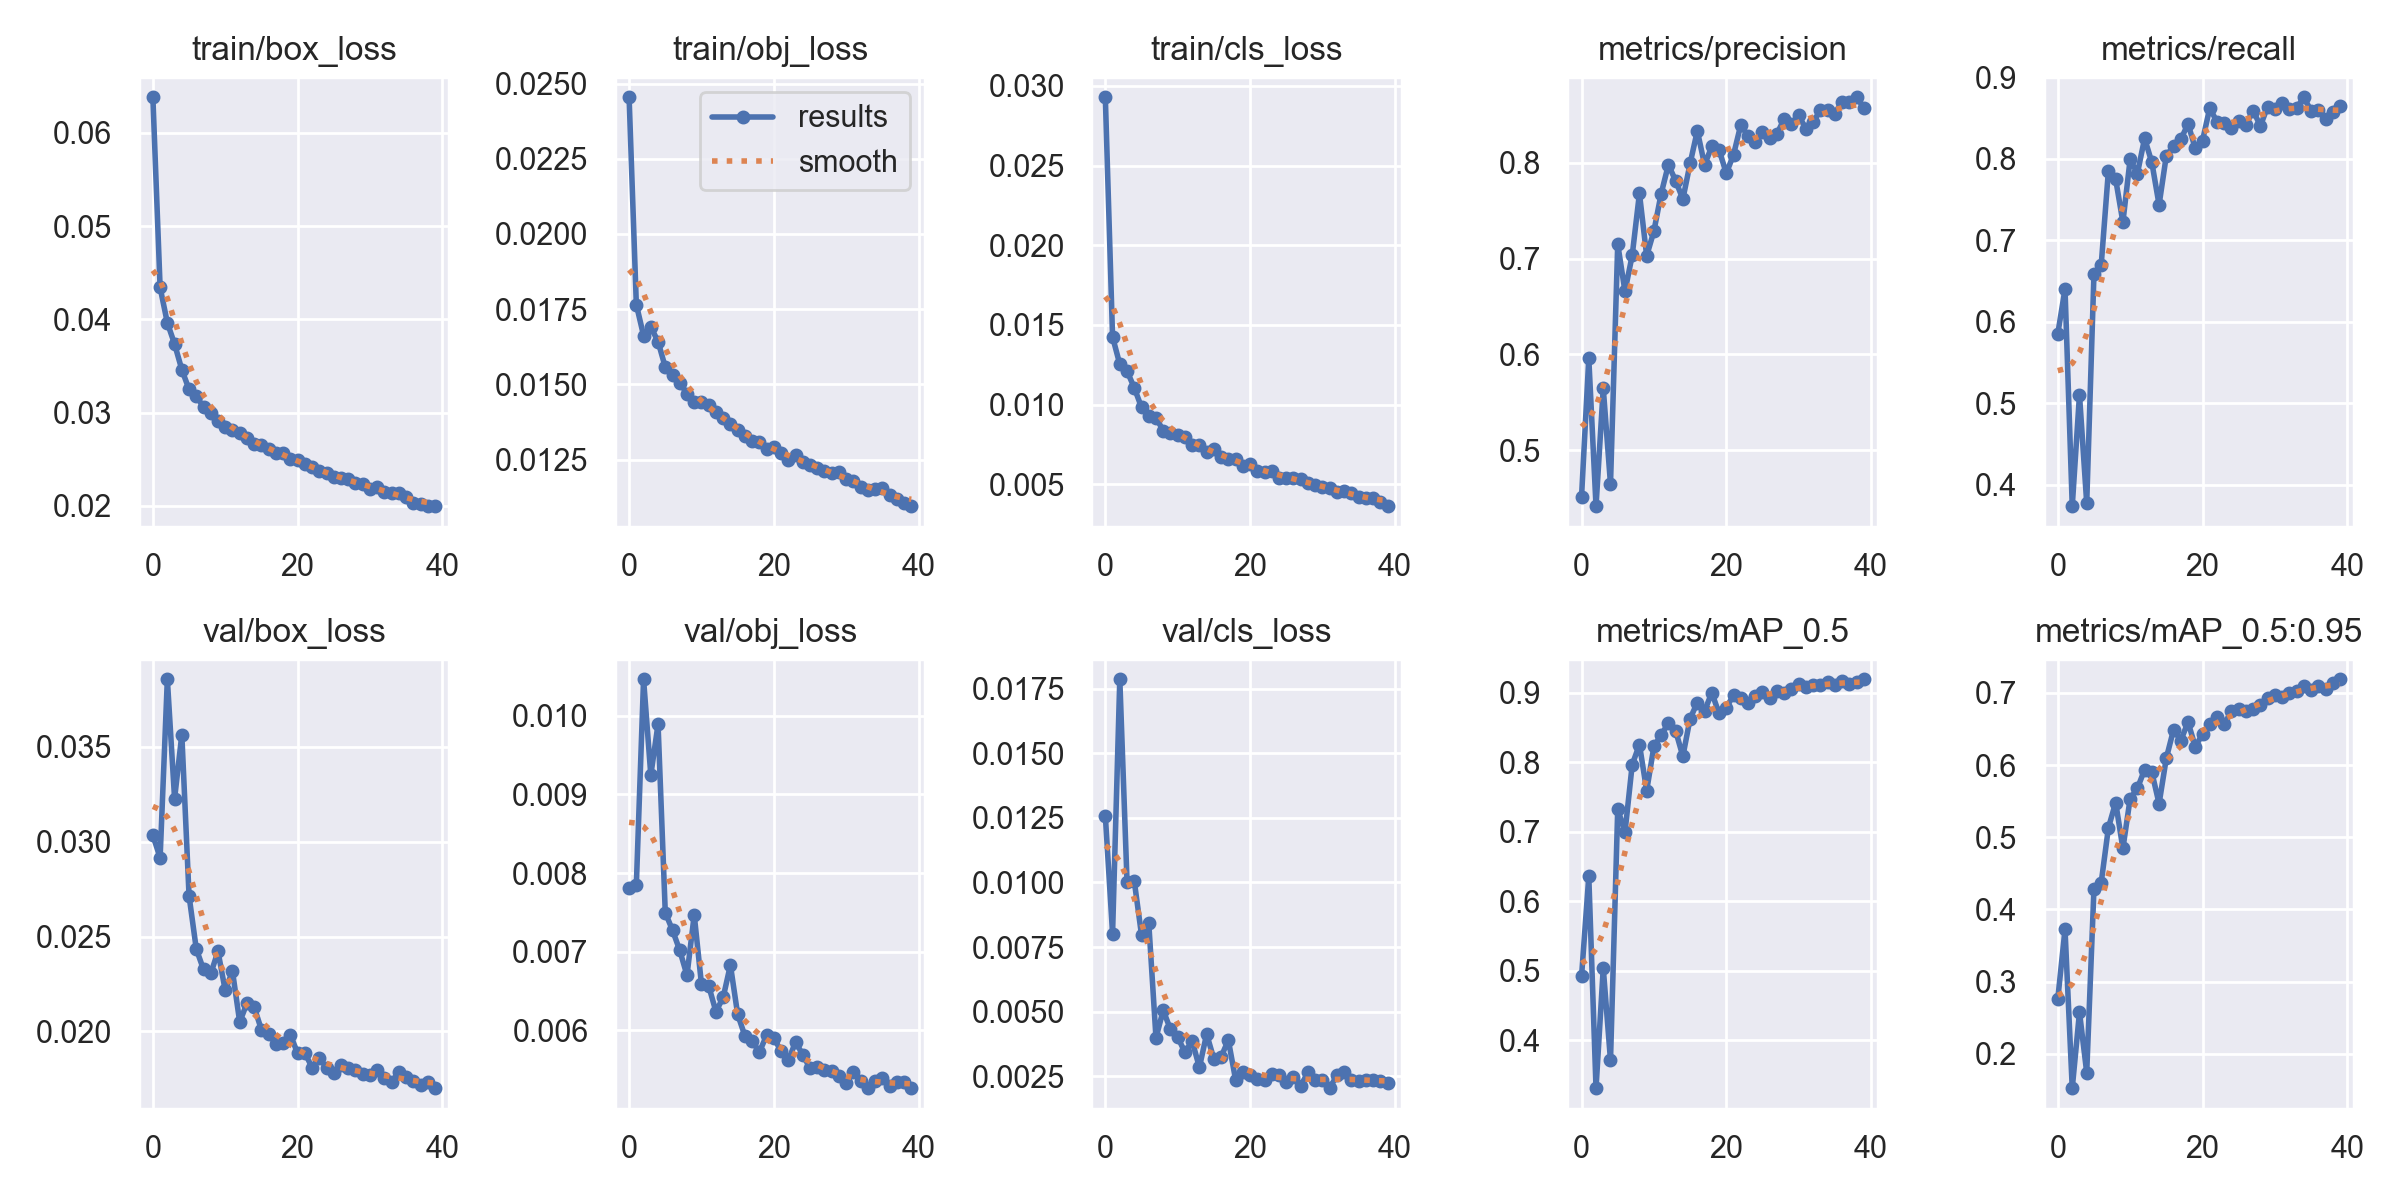 train/box_loss
0.06
0.05
0.04
0.03
0.02
0 20 40
train/obj_loss
0.0250
0.0225
0.0200
0.0175
0.0150
0.0125
results
smooth
0 20 40
train/cls_loss
0.030
0.025
0.020
0.015
0.010
0.005
0 20 40
metrics/precision
0.8
0.7
0.6
0.5
0 20 40
metrics/recall
0.9
0.8
0.7
0.6
0.5
0.4
0 20 40
val/box_loss
0.035
0.030
0.025
0.020
0 20 40
val/obj_loss
0.010
0.009
0.008
0.007
0.006
0 20 40
val/cls_loss
0.0175
0.0150
0.0125
0.0100
0.0075
0.0050
0.0025
0 20 40
metrics/mAP_0.5
0.9
0.8
0.7
0.6
0.5
0.4
0 20 40
metrics/mAP_0.5:0.95
0.7
0.6
0.5
0.4
0.3
0.2
0 20 40